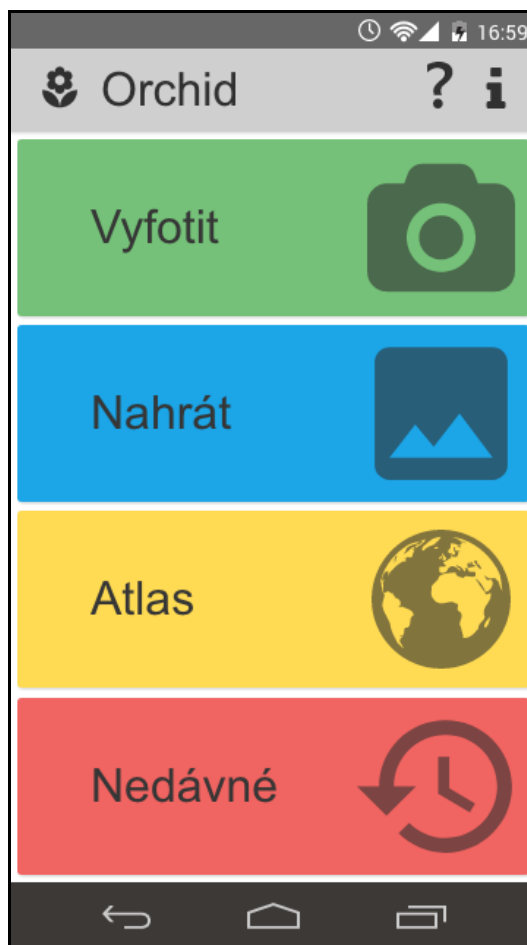 16:59
Orchid ? i
Vyfotit
Nahrát
Atlas
Nedávné